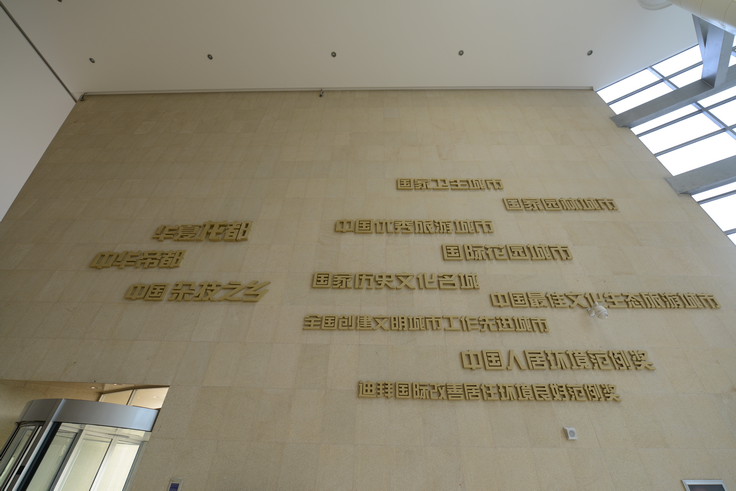 华夏花都
中华帝都
中国杂技之乡
国家卫生城市
国家园林城市
中国优秀旅游城市
国际花园城市
国家历史文化名城
中国最佳文化生态旅游城市
全国创建文明城市工作先进城市
中国人居环境范例奖
迪拜国际改善居住环境良好范例奖